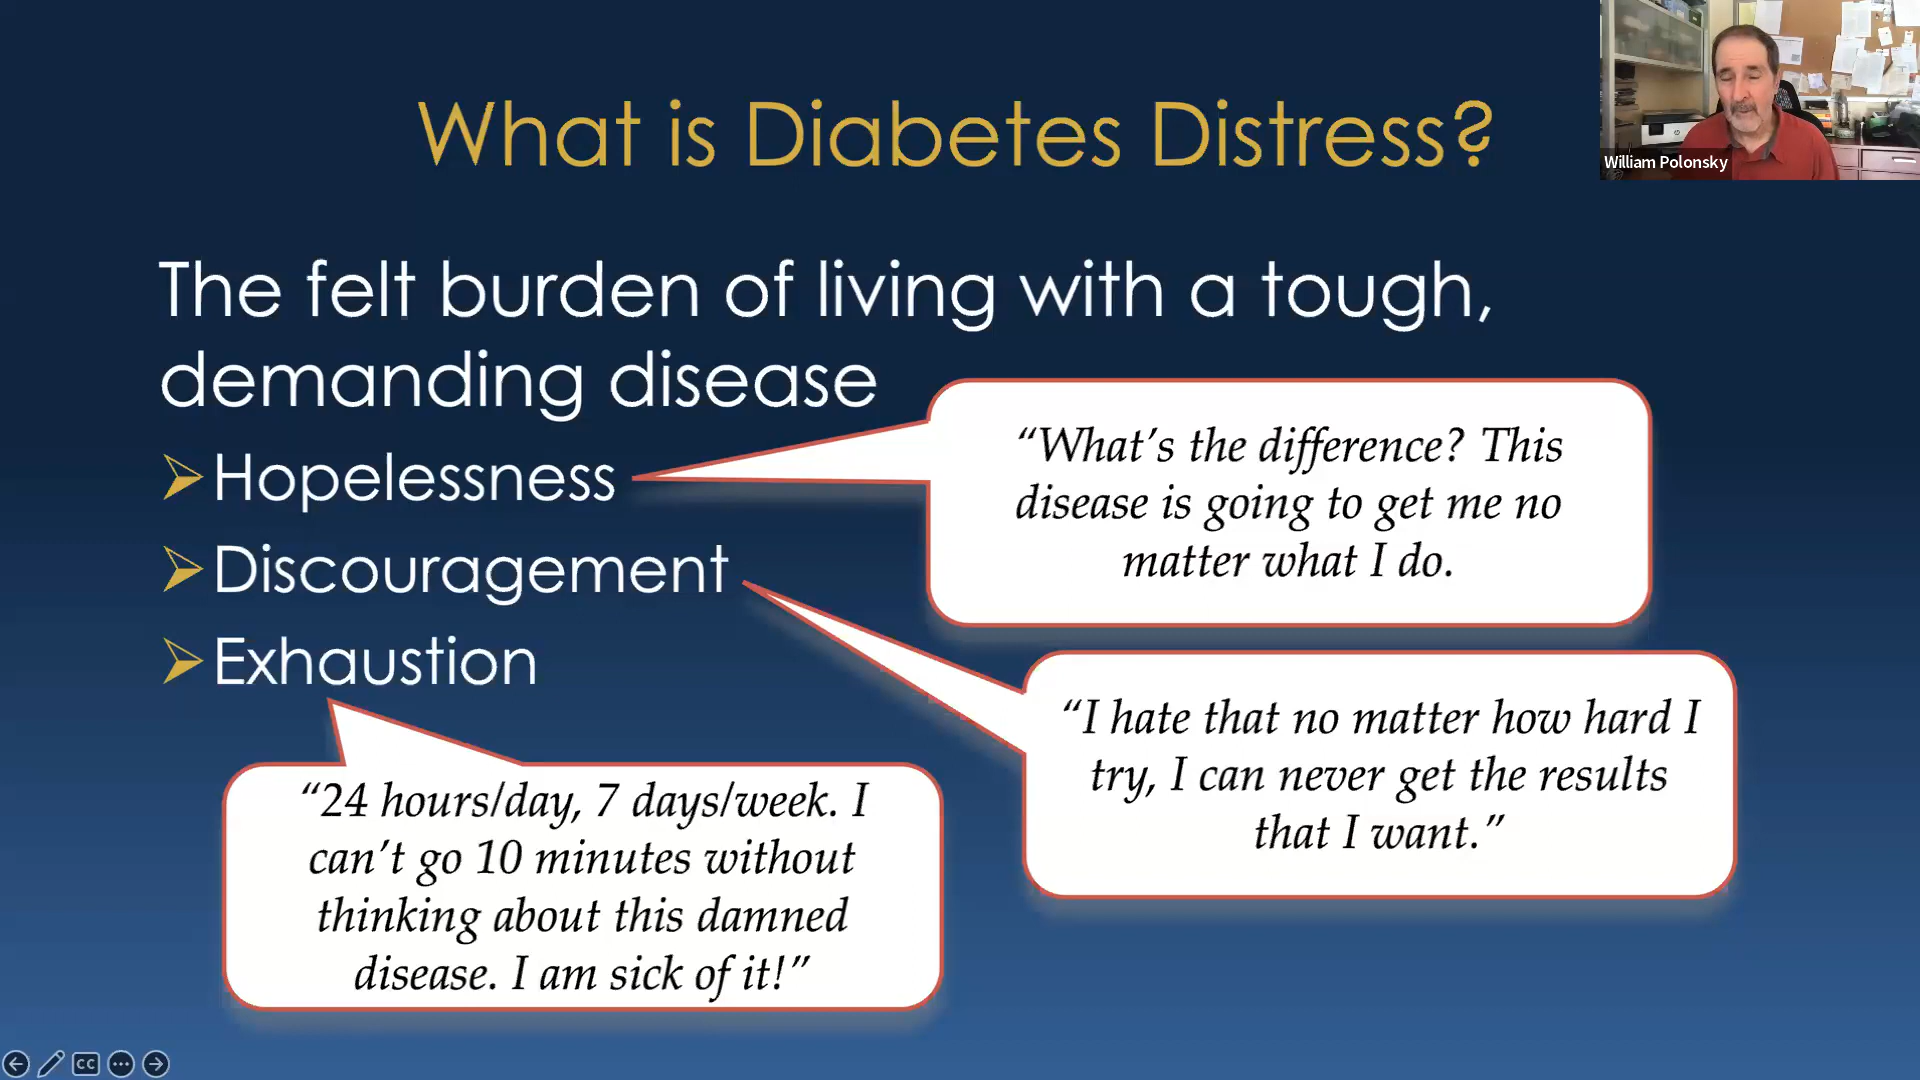 What is Diabetes Distress?
William Polonsky
The felt burden of living with a tough,
demanding disease
Hopelessness
Discouragement
Exhaustion
“What’s the difference? This
disease is going to get me no
matter what I do.
“I hate that no matter how hard I
try, I can never get the results
that I want.”
“24 hours/day, 7 days/week. I
can’t go 10 minutes without
thinking about this damned
disease. I am sick of it!”
CC